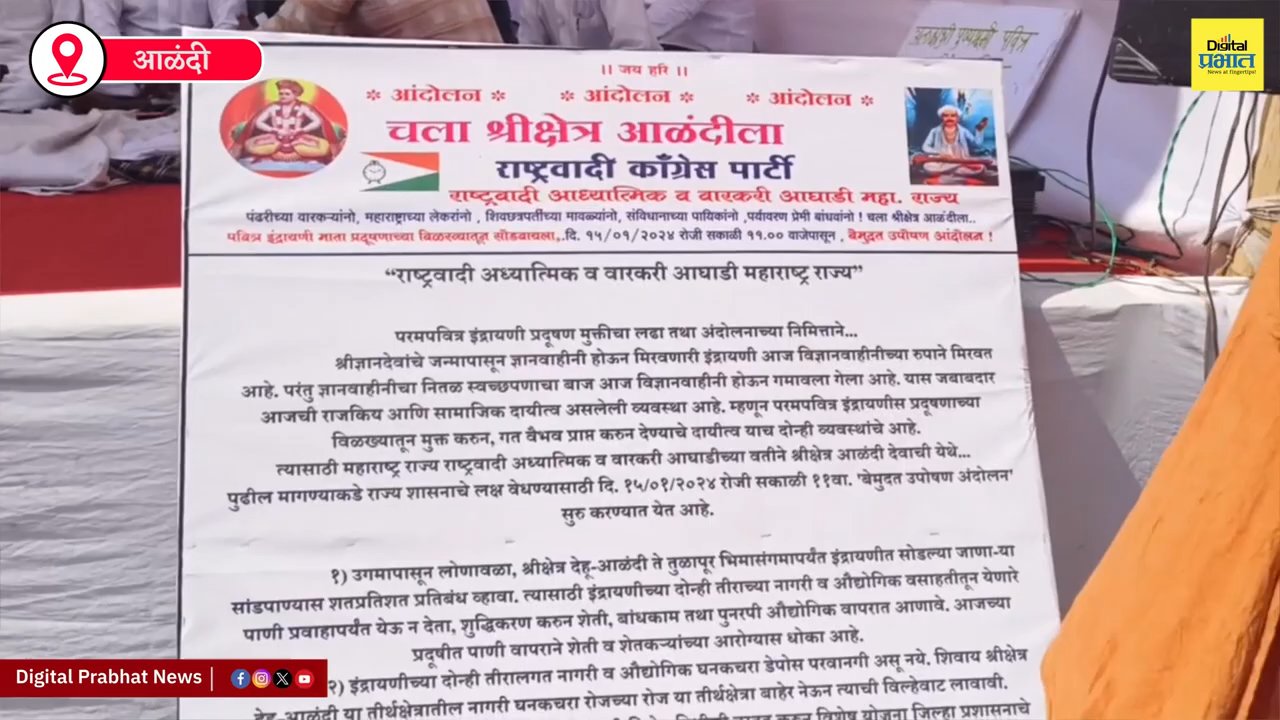 आळंदी
Digital
प्रभात
News at fingertips!
।। जय हरि ।।
* आंदोलन * * आंदोलन * * आंदोलन *
चला श्रीक्षेत्र आळंदीला
राष्ट्रवादी काँग्रेस पार्टी
राष्ट्रवादी आध्यात्मिक व वारकरी आघाडी महा. राज्य
पंढरीच्या वारकऱ्यांनो, महाराष्ट्राच्या लेकरांनो , शिवछत्रपतींच्या मावळ्यांनो, संविधानाच्या पायिकांनो ,पर्यावरण प्रेमी बांधवांनो ! चला श्रीक्षेत्र आळंदीला..
पवित्र इंद्रायणी माता प्रदूषणाच्या विळख्यातून सोडवायला,..दि. १५/०१/२०२४ रोजी सकाळी ११.०० वाजेपासून , बेमुदत उपोषण आंदोलन !
“राष्ट्रवादी अध्यात्मिक व वारकरी आघाडी महाराष्ट्र राज्य”
परमपवित्र इंद्रायणी प्रदूषण मुक्तीचा लढा तथा अंदोलनाच्या निमित्ताने...
श्रीज्ञानदेवांचे जन्मापासून ज्ञानवाहीनी होऊन मिरवणारी इंद्रायणी आज विज्ञानवाहीनीच्या रुपाने मिरवत
आहे. परंतु ज्ञानवाहीनीचा नितळ स्वच्छपणाचा बाज आज विज्ञानवाहीनी होऊन गमावला गेला आहे. यास जबाबदार
आजची राजकिय आणि सामाजिक दायीत्व असलेली व्यवस्था आहे. म्हणून परमपवित्र इंद्रायणीस प्रदूषणाच्या
विळख्यातून मुक्त करुन, गत वैभव प्राप्त करुन देण्याचे दायीत्व याच दोन्ही व्यवस्थांचे आहे.
त्यासाठी महाराष्ट्र राज्य राष्ट्रवादी अध्यात्मिक व वारकरी आघाडीच्या वतीने श्रीक्षेत्र आळंदी देवाची येथे...
पुढील मागण्याकडे राज्य शासनाचे लक्ष वेधण्यासाठी दि. १५/०१/२०२४ रोजी सकाळी ११वा. 'बेमुदत उपोषण अंदोलन'
सुरु करण्यात येत आहे.
१) उगमापासून लोणावळा, श्रीक्षेत्र देहू-आळंदी ते तुळापूर भिमासंगमापर्यंत इंद्रायणीत सोडल्या जाणा-या
सांडपाण्यास शतप्रतिशत प्रतिबंध व्हावा. त्यासाठी इंद्रायणीच्या दोन्ही तीराच्या नागरी व औद्योगिक वसाहतीतून येणारे
पाणी प्रवाहापर्यंत येऊ न देता, शुद्धिकरण करुन शेती, बांधकाम तथा पुनरपी औद्योगिक वापरात आणावे. आजच्या
प्रदूषीत पाणी वापराने शेती व शेतकऱ्यांच्या आरोग्यास धोका आहे.
२) इंद्रायणीच्या दोन्ही तीरालगत नागरी व औद्योगिक घनकचरा डेपोस परवानगी असू नये. शिवाय श्रीक्षेत्र
देहू-आळंदी या तीर्थक्षेत्रातील नागरी घनकचरा रोजच्या रोज या तीर्थक्षेत्रा बाहेर नेऊन त्याची विल्हेवाट लावावी.
करुन विशेष योजना जिल्हा प्रशासनाचे
Digital Prabhat News